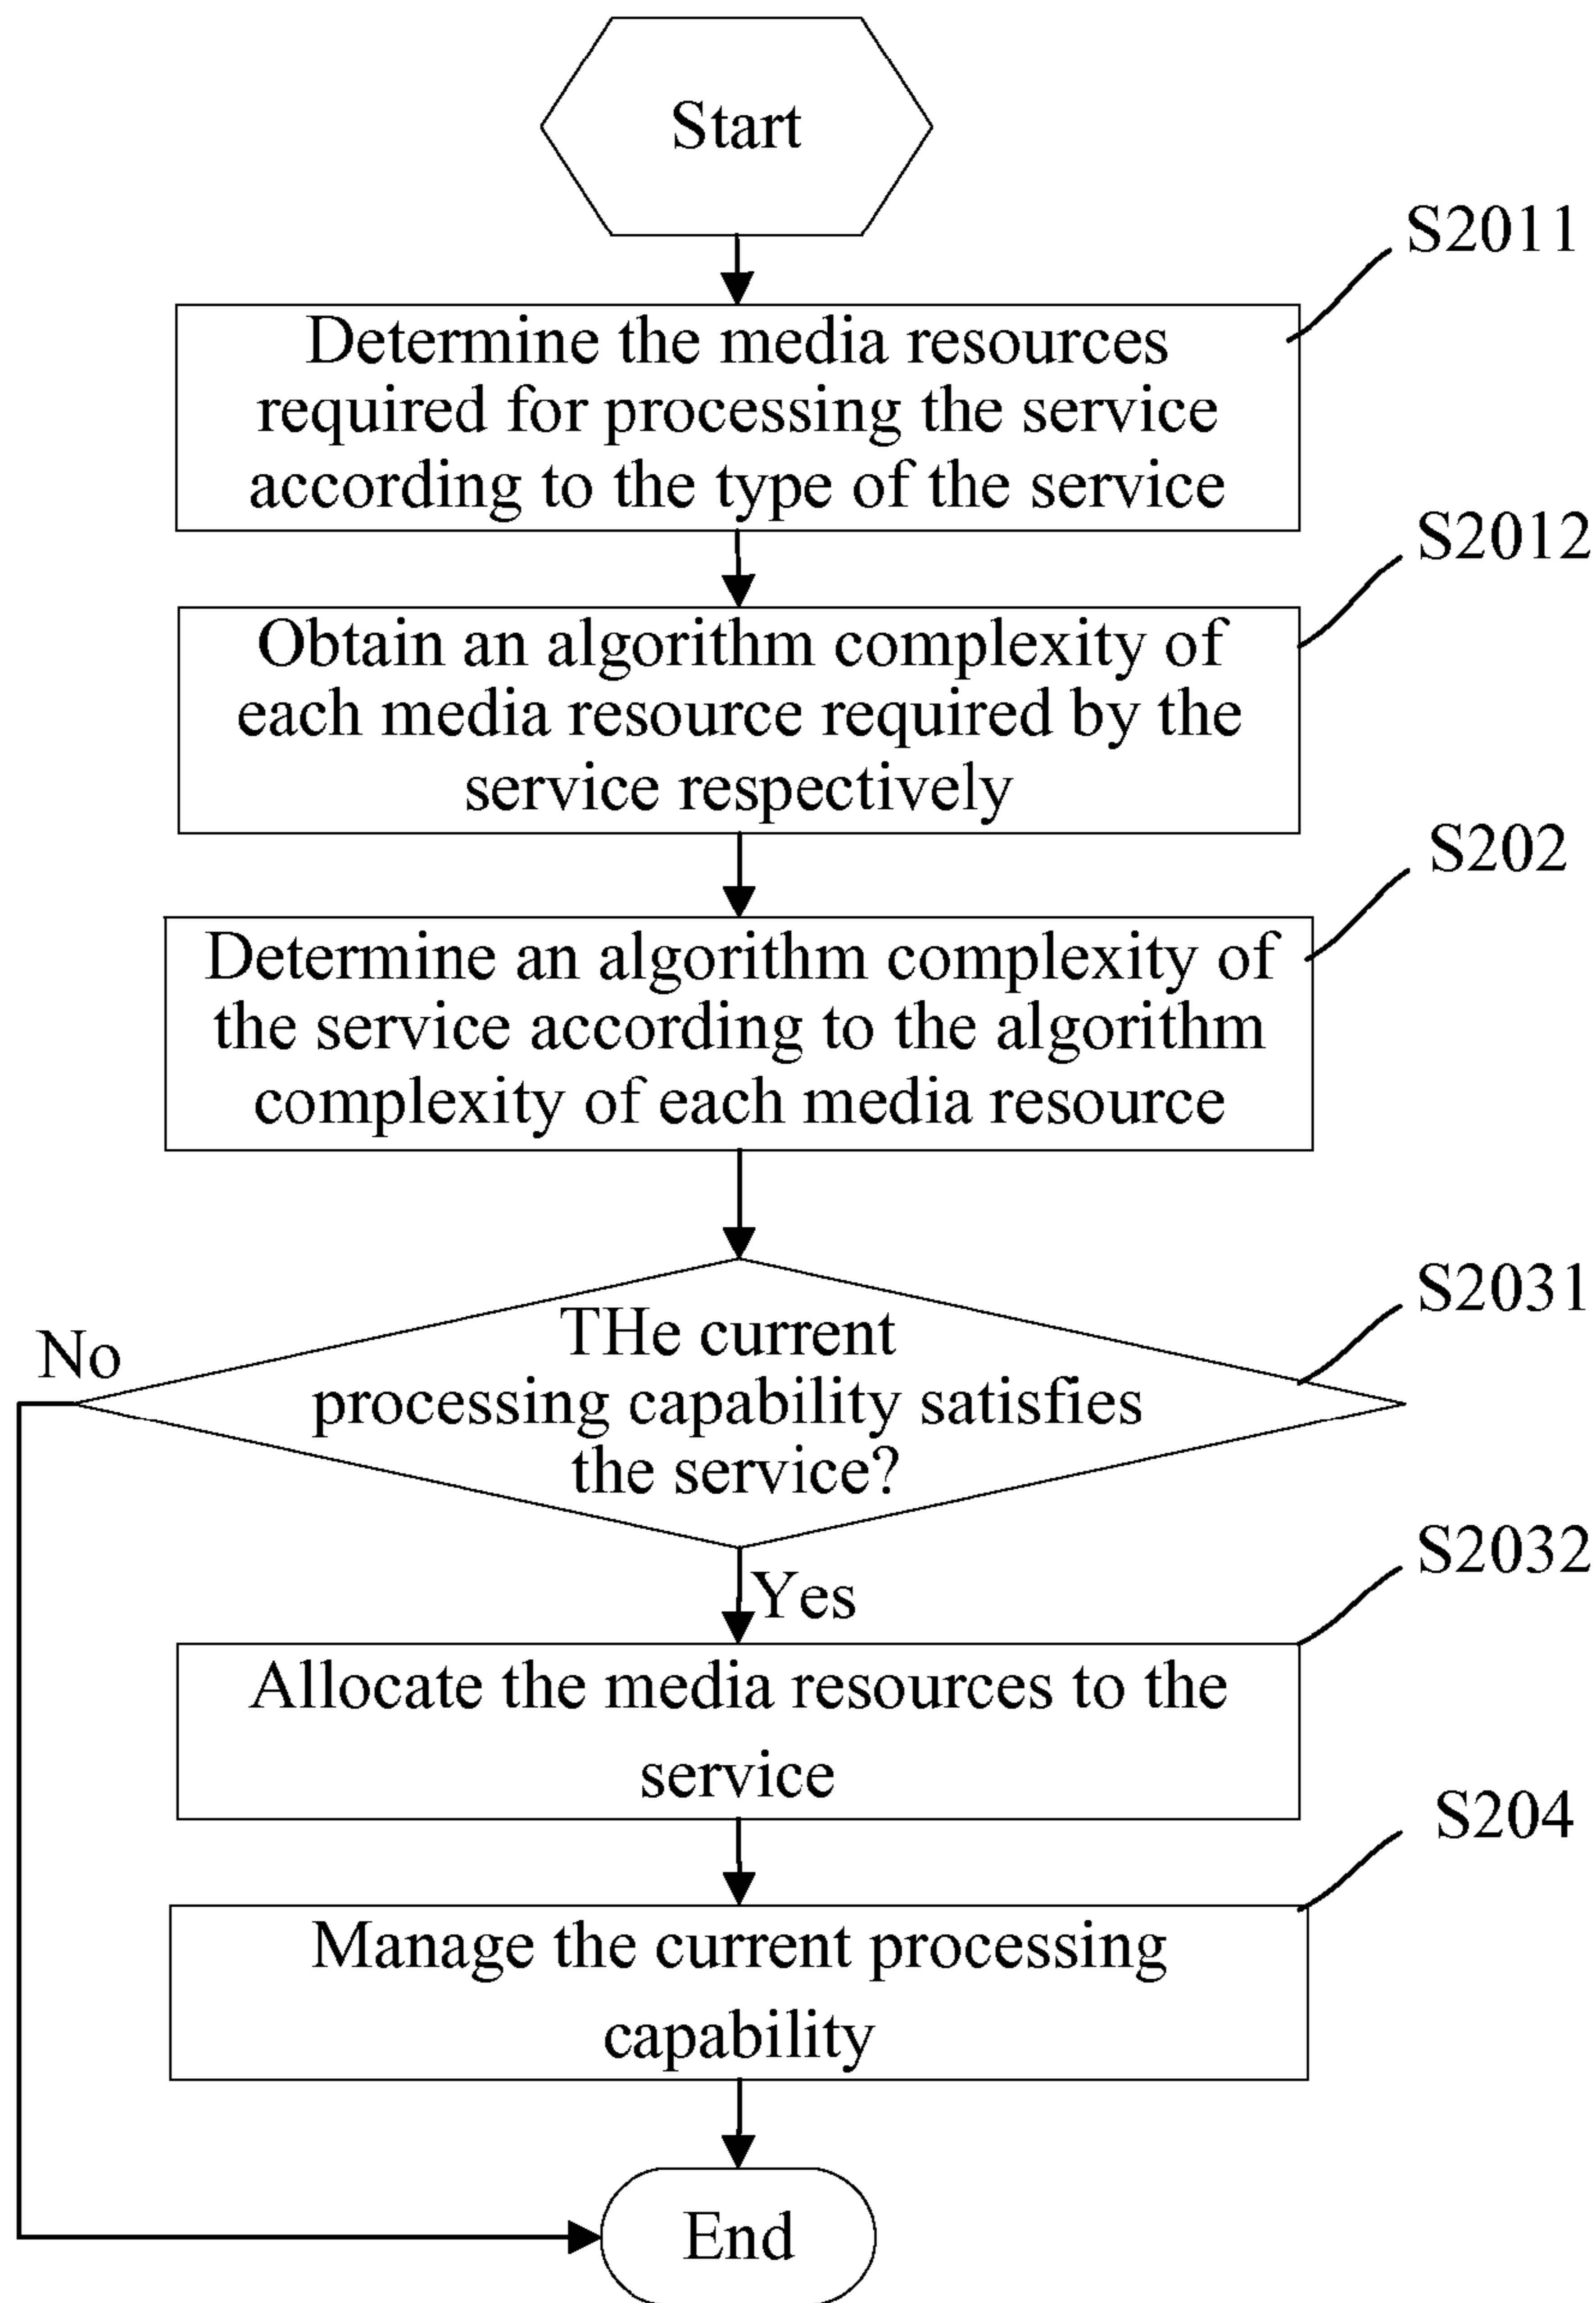 Start
S2011
Determine the media resources
required for processing the service
according to the type of the service
S2012
Obtain an algorithm complexity of
each media resource required by the
service respectively
S202
Determine an algorithm complexity of
the service according to the algorithm
complexity of each media resource
S2031
No
THe current
processing capability satisfies
the service?
S2032
Yes
Allocate the media resources to the
service
S204
Manage the current processing
capability
End